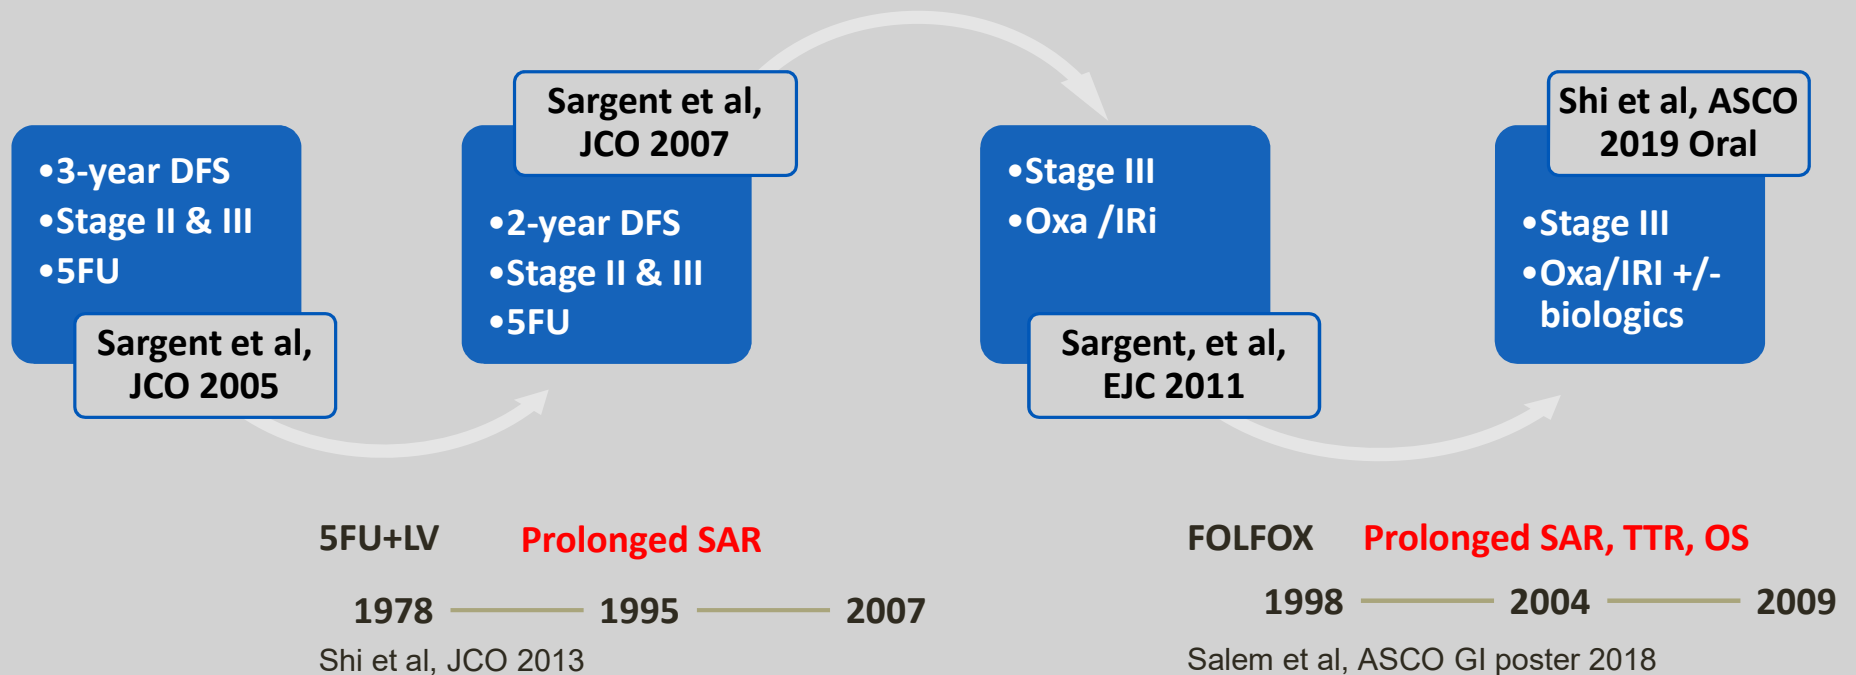 •3-year DFS
•Stage II & III
•5FU
Sargent et al,
JCO 2005
Sargent et al,
JCO 2007
•2-year DFS
•Stage II & III
•5FU
•Stage III
•Oxa /IRi
Sargent, et al,
EJC 2011
Shi et al, ASCO
2019 Oral
•Stage III
•Oxa/IRI +/-
biologics
5FU+LV Prolonged SAR
1978 1995 2007
Shi et al, JCO 2013
FOLFOX Prolonged SAR, TTR, OS
1998 2004 2009
Salem et al, ASCO GI poster 2018